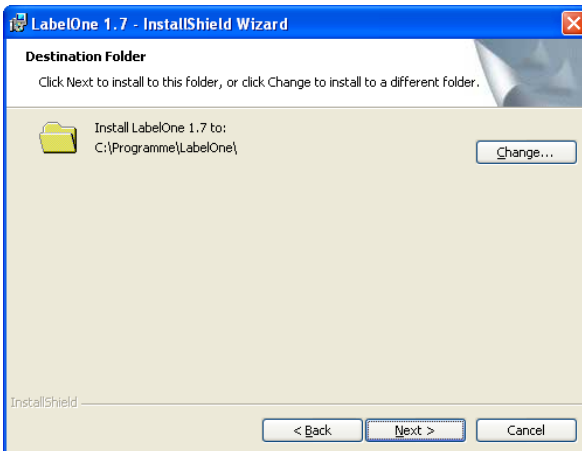 LabelOne 1.7 - InstallShield Wizard
Destination Folder
Click Next to install to this folder, or click Change to install to a different folder.
Install LabelOne 1.7 to:
C:\Programme\LabelOne\
Change...
InstallShield
< Back
Next >
Cancel